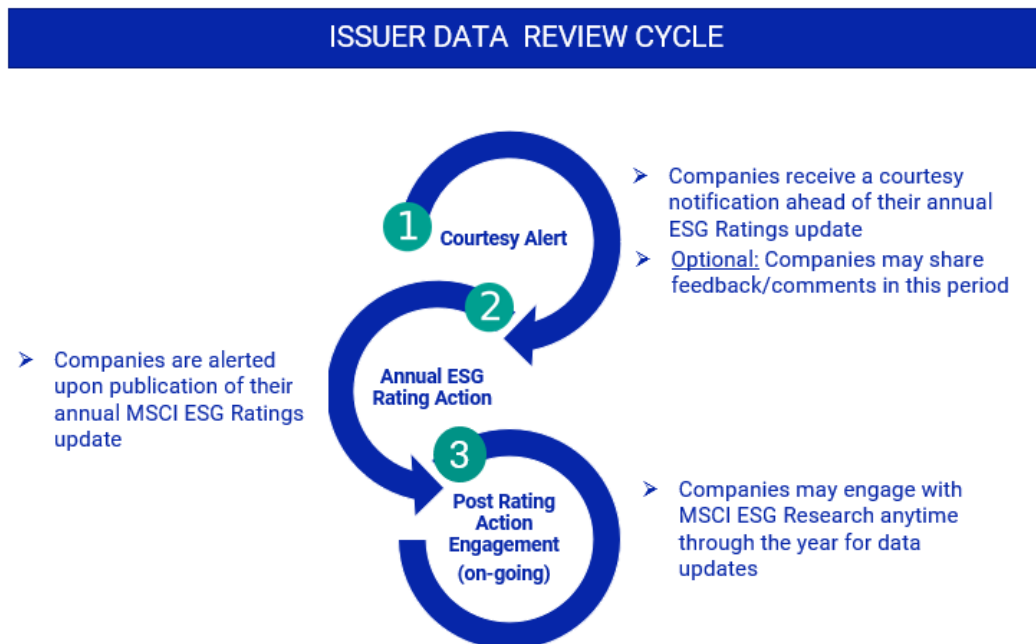 ISSUER DATA REVIEW CYCLE
1
Courtesy Alert
➢ Companies receive a courtesy
notification ahead of their annual
ESG Ratings update
➢ Optional: Companies may share
feedback/comments in this period
2
Annual ESG
Rating Action
➢ Companies are alerted
upon publication of their
annual MSCI ESG Ratings
update
3
Post Rating
Action
Engagement
(on-going)
➢ Companies may engage with
MSCI ESG Research anytime
through the year for data
updates